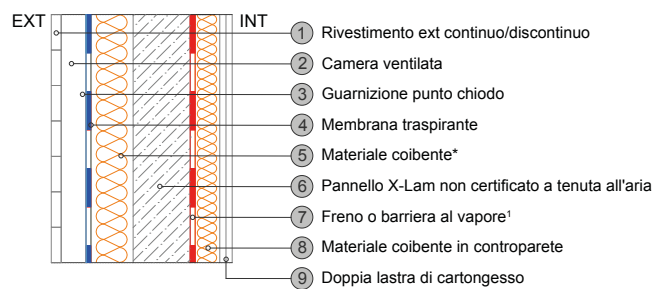 EXT INT
1 Rivestimento ext continuo/discontinuo
2 Camera ventilata
3 Guarnizione punto chiodo
4 Membrana traspirante
5 Materiale coibente*
6 Pannello X-Lam non certificato a tenuta all'aria
7 Freno o barriera al vapore¹
8 Materiale coibente in controparete
9 Doppia lastra di cartongesso